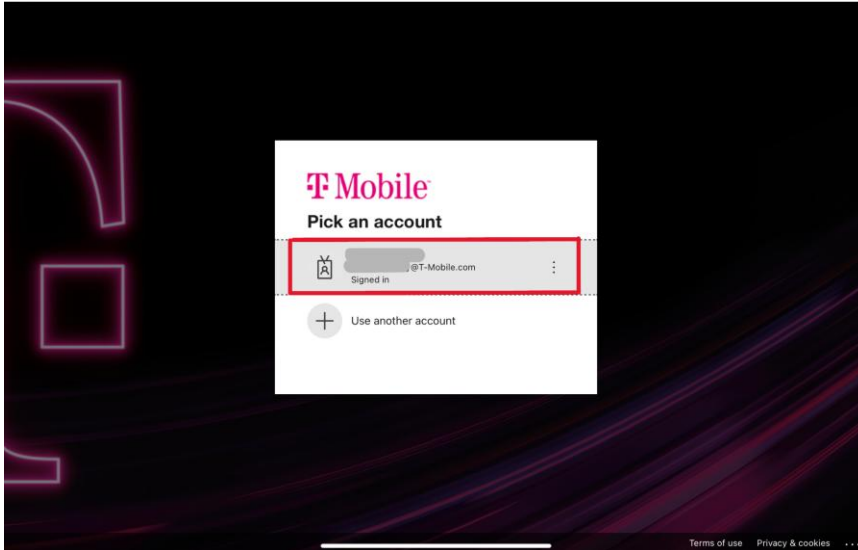 T Mobile
Pick an account
@T-Mobile.com
Signed in
Use another account
Terms of use Privacy & cookies ...